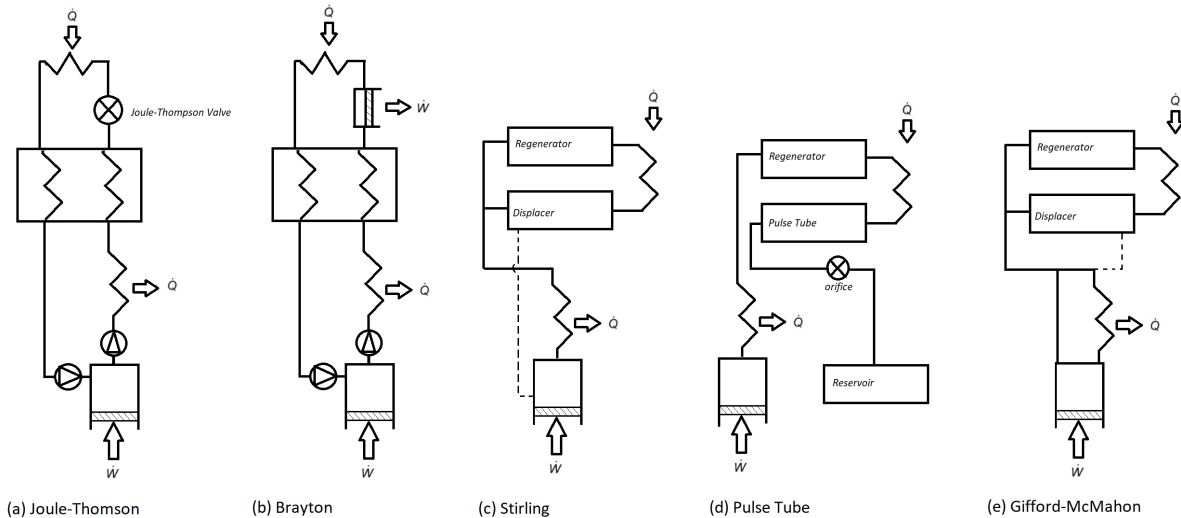 Q̇
Joule-Thompson Valve
Q̇
Ẇ
(a) Joule-Thomson
Q̇
Ẇ
Q̇
Ẇ
(b) Brayton
Q̇
Regenerator
Displacer
Q̇
Ẇ
(c) Stirling
Q̇
Regenerator
Pulse Tube
orifice
Q̇
Reservoir
Ẇ
(d) Pulse Tube
Q̇
Regenerator
Displacer
Q̇
Ẇ
(e) Gifford-McMahon